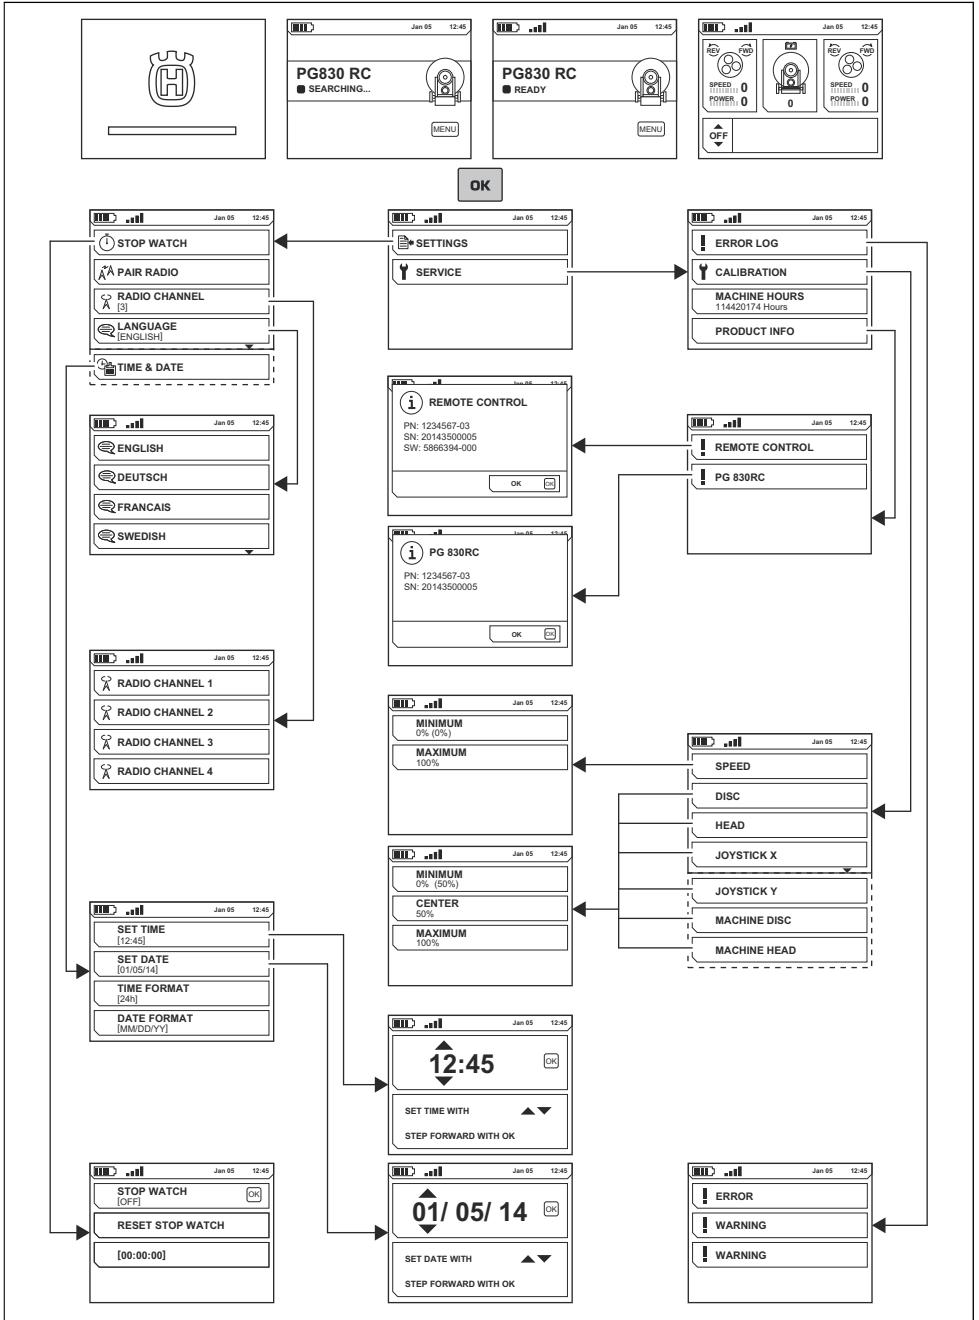 H
Jan 05 12:45
PG830 RC
SEARCHING...
MENU
Jan 05 12:45
PG830 RC
READY
MENU
Jan 05 12:45
REV FWD
SPEED 0
POWER 0
0
REV FWD
SPEED 0
POWER 0
OFF
OK
Jan 05 12:45
STOP WATCH
PAIR RADIO
RADIO CHANNEL
[3]
LANGUAGE
[ENGLISH]
TIME & DATE
Jan 05 12:45
SETTINGS
SERVICE
Jan 05 12:45
ERROR LOG
CALIBRATION
MACHINE HOURS
114420174 Hours
PRODUCT INFO
Jan 05 12:45
i REMOTE CONTROL
PN: 1234567-03
SN: 20143500005
SW: 5866394-000
OK OK
Jan 05 12:45
ENGLISH
DEUTSCH
FRANCAIS
SWEDISH
Jan 05 12:45
REMOTE CONTROL
PG 830RC
Jan 05 12:45
i PG 830RC
PN: 1234567-03
SN: 20143500005
OK OK
Jan 05 12:45
RADIO CHANNEL 1
RADIO CHANNEL 2
RADIO CHANNEL 3
RADIO CHANNEL 4
Jan 05 12:45
MINIMUM
0% (0%)
MAXIMUM
100%
Jan 05 12:45
SPEED
DISC
HEAD
JOYSTICK X
JOYSTICK Y
MACHINE DISC
MACHINE HEAD
Jan 05 12:45
MINIMUM
0% (50%)
CENTER
50%
MAXIMUM
100%
Jan 05 12:45
SET TIME
[12:45]
SET DATE
[01/05/14]
TIME FORMAT
[24h]
DATE FORMAT
[MM/DD/YY]
Jan 05 12:45
12:45 OK
SET TIME WITH
STEP FORWARD WITH OK
Jan 05 12:45
STOP WATCH OK
[OFF]
RESET STOP WATCH
[00:00:00]
Jan 05 12:45
01/ 05/ 14 OK
SET DATE WITH
STEP FORWARD WITH OK
Jan 05 12:45
ERROR
WARNING
WARNING